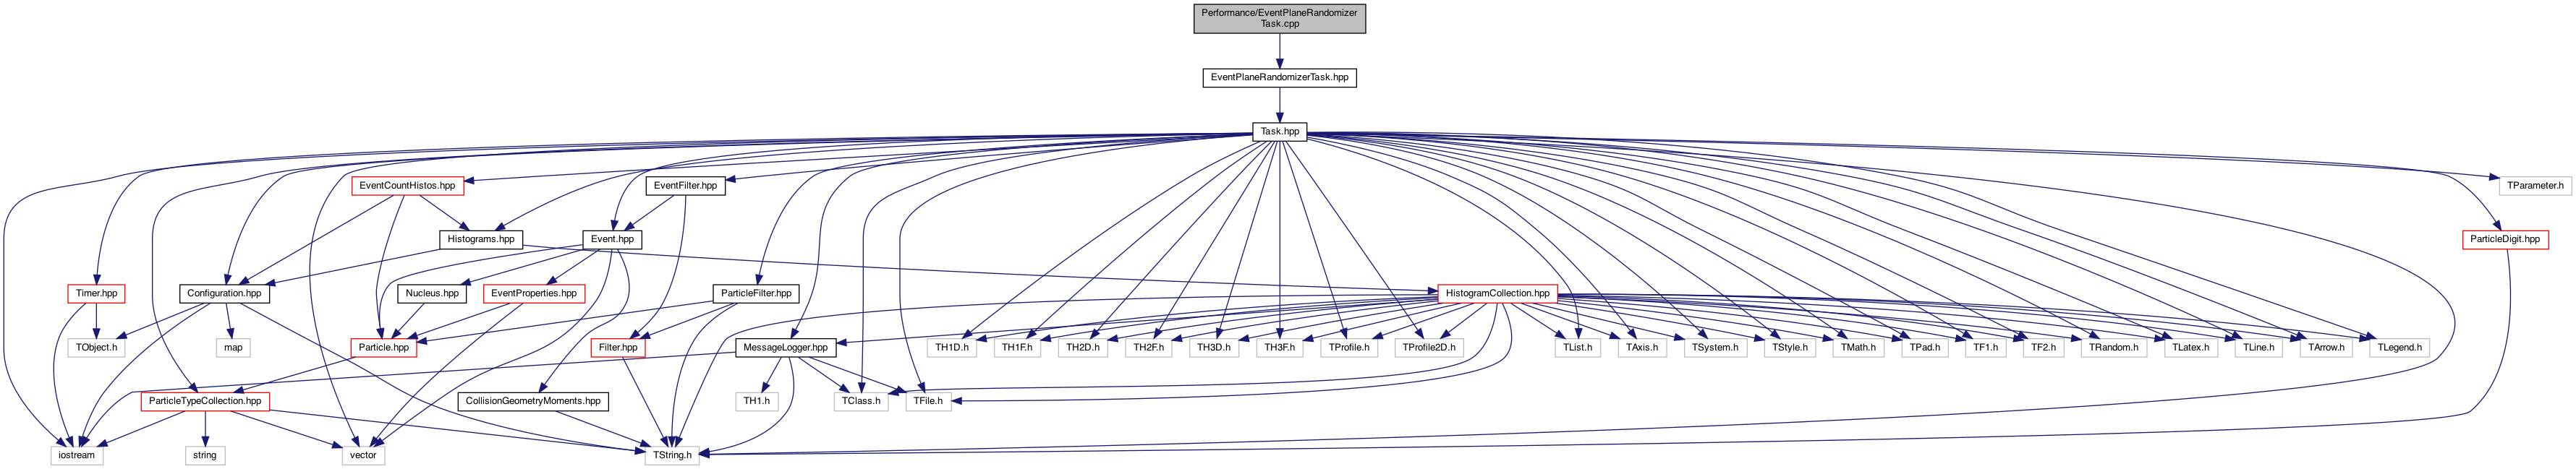 Performance/EventPlaneRandomizer
Task.cpp
EventPlaneRandomizerTask.hpp
Task.hpp
EventCountHistos.hpp
EventFilter.hpp
TParameter.h
Histograms.hpp
Event.hpp
ParticleDigit.hpp
Timer.hpp
Configuration.hpp
Nucleus.hpp
EventProperties.hpp
ParticleFilter.hpp
HistogramCollection.hpp
TObject.h
map
Particle.hpp
Filter.hpp
MessageLogger.hpp
TH1D.h
TH1F.h
TH2D.h
TH2F.h
TH3D.h
TH3F.h
TProfile.h
TProfile2D.h
TList.h
TAxis.h
TSystem.h
TStyle.h
TMath.h
TPad.h
TF1.h
TF2.h
TRandom.h
TLatex.h
TLine.h
TArrow.h
TLegend.h
ParticleTypeCollection.hpp
CollisionGeometryMoments.hpp
TH1.h
TClass.h
TFile.h
iostream
string
vector
TString.h